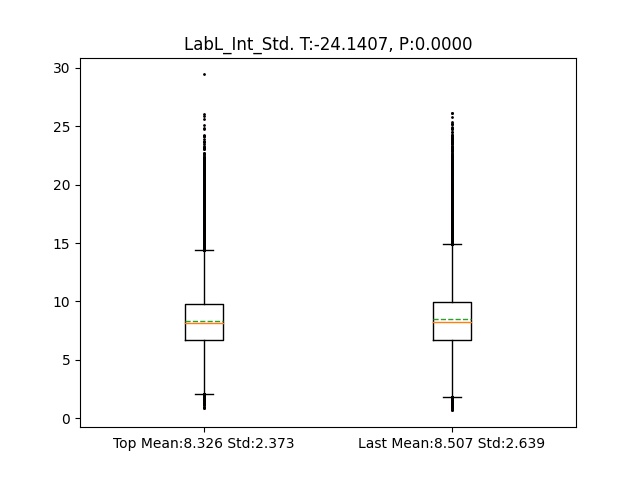 LabL_Int_Std. T:-24.1407, P:0.0000
30
25
20
15
10
5
0
Top Mean:8.326 Std:2.373
Last Mean:8.507 Std:2.639